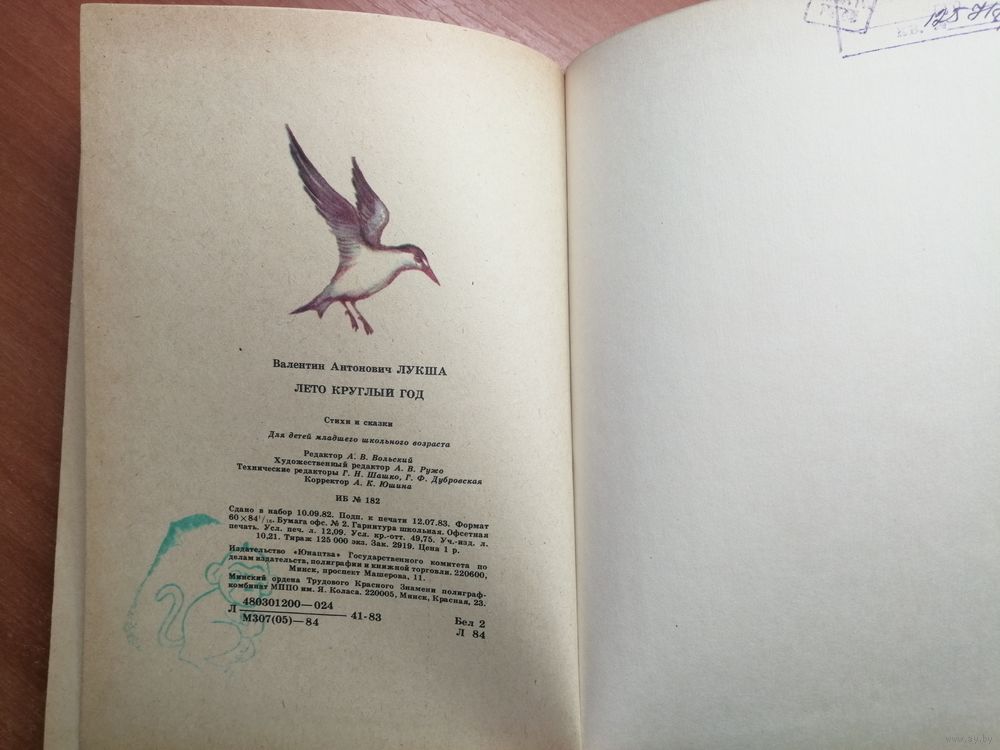 Валентин Антонович ЛУКША
ЛЕТО КРУГЛЫЙ ГОД
Стихи и сказки
Для детей младшего школьного возраста
Редактор А. В. Вольский
Художественный редактор А. В. Ружо
Технические редакторы Г. Н. Шашко, Г. Ф. Дубровская
Корректор А. К. Юшина
ИБ № 182
Сдано в набор 10.09.82. Подп. к печати 12.07.83. Формат
60×84¹/₁₆. Бумага офс. № 2. Гарнитура школьная. Офсетная
печать. Усл. печ. л. 12,09. Усл. кр.-отт. 49,75. Уч.-изд. л.
10,21. Тираж 125 000 экз. Зак. 2919. Цена 1 р.
Издательство «Юнацтва» Государственного комитета по
делам издательств, полиграфии и книжной торговли. 220600,
Минск, проспект Машерова, 11.
Минский ордена Трудового Красного Знамени полиграф-
комбинат МППО им. Я. Коласа. 220005, Минск, Красная, 23.
Л 480301200—024
М307(05)—84 41-83
Бел 2
Л 84
www.ay.by